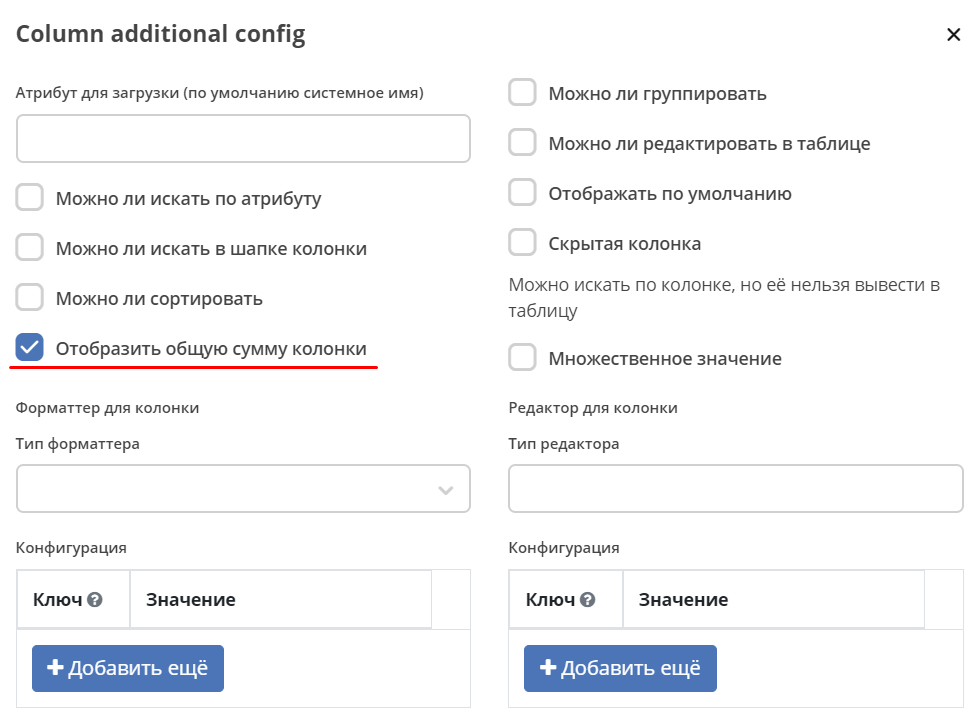 Column additional config
Атрибут для загрузки (по умолчанию системное имя)
Можно ли искать по атрибуту
Можно ли искать в шапке колонки
Можно ли сортировать
Отобразить общую сумму колонки
Можно ли группировать
Можно ли редактировать в таблице
Отображать по умолчанию
Скрытая колонка
Можно искать по колонке, но её нельзя вывести в
таблицу
Множественное значение
Форматтер для колонки
Тип форматтера
Конфигурация
Ключ ?
Значение
Добавить ещё
Редактор для колонки
Тип редактора
Конфигурация
Ключ ?
Значение
Добавить ещё